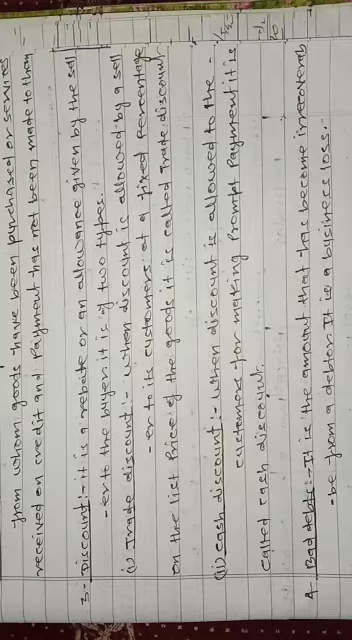 from whom goods have been purchased or services
received on credit and Payment has not been made to them
3- Discount:- it is a rebate or an allowance given by the sell
-er to the buyer it is of two types.
(i) Trade discount:- when discount is allowed by a sell
-er to its customers at a fixed Percentage
on the list Price of the goods it is called Trade discount
(ii) Cash discount:- when discount is allowed to the -
customers for making Prompt Payment it is
called cash discount.
4- Bad debts:- It is the amount that has become irrecoverab
-be from a debtor It is a business loss.-